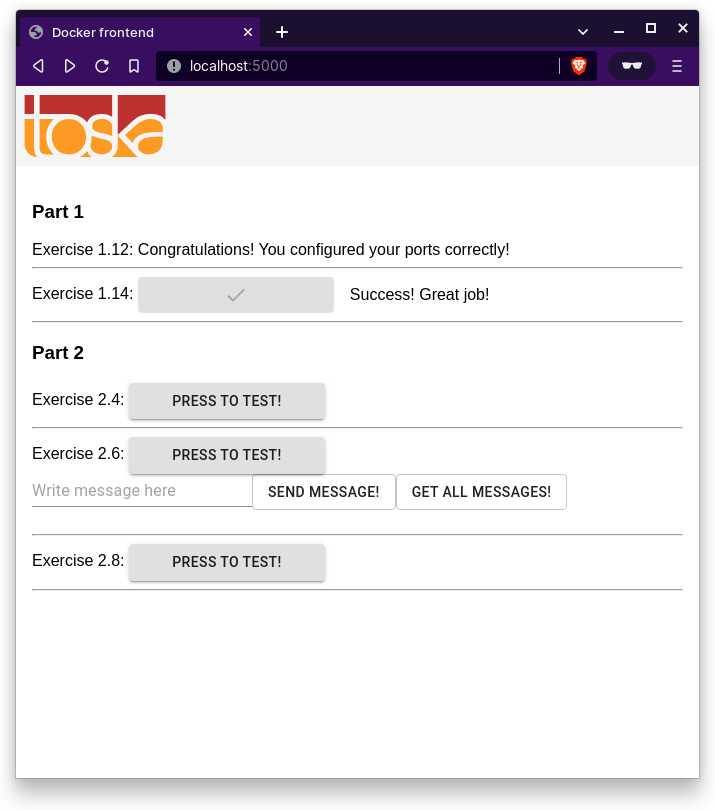 Docker frontend
localhost:5000
toska
Part 1
Exercise 1.12: Congratulations! You configured your ports correctly!
Exercise 1.14: Success! Great job!
Part 2
Exercise 2.4: PRESS TO TEST!
Exercise 2.6: PRESS TO TEST!
Write message here SEND MESSAGE! GET ALL MESSAGES!
Exercise 2.8: PRESS TO TEST!